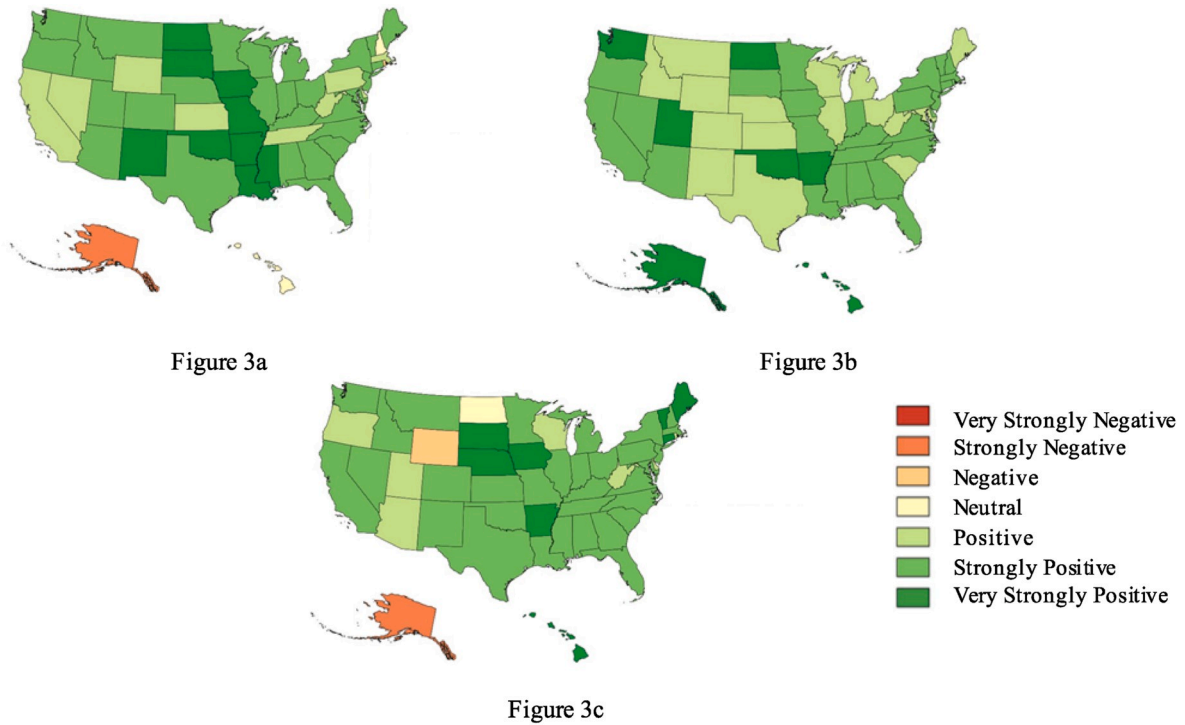 Figure 3a
Figure 3b
Very Strongly Negative
Strongly Negative
Negative
Neutral
Positive
Strongly Positive
Very Strongly Positive
Figure 3c